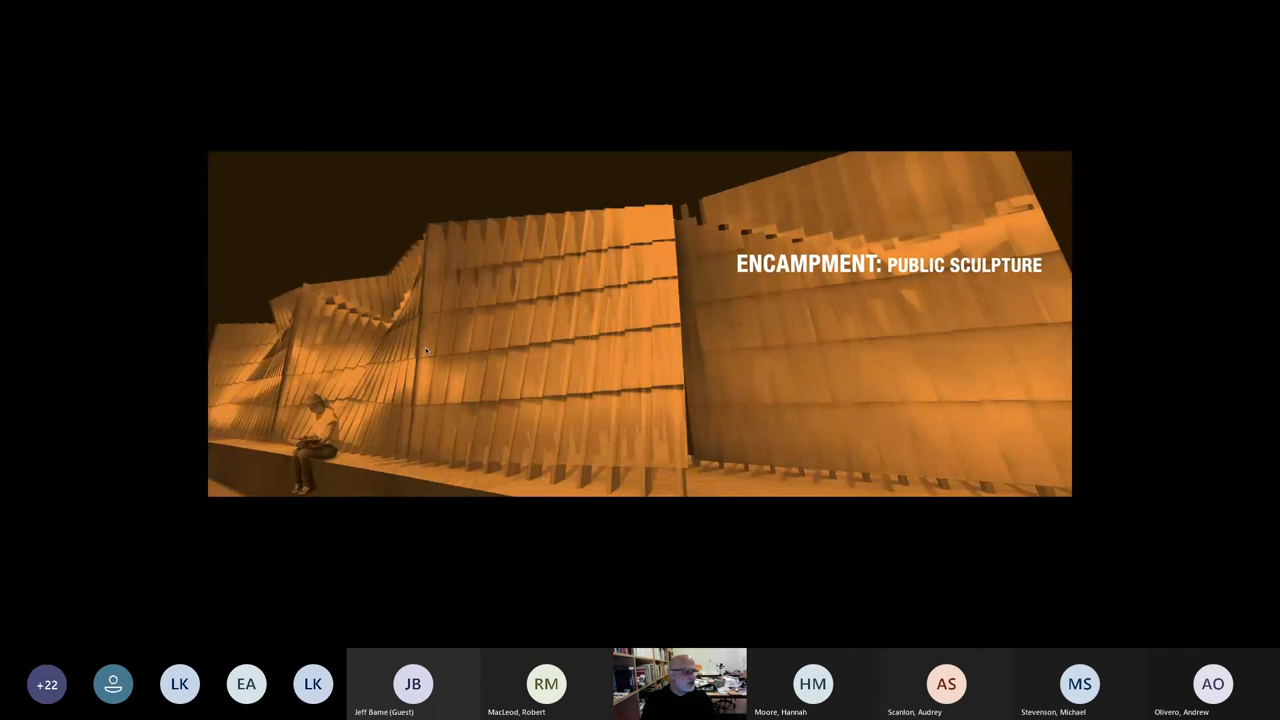 ENCAMPMENT: PUBLIC SCULPTURE
+22
LK
EA
LK
JB
RM
HM
AS
MS
AO
Jeff Bame (Guest)
MacLeod, Robert
Moore, Hannah
Scanlon, Audrey
Stevenson, Michael
Olivero, Andrew